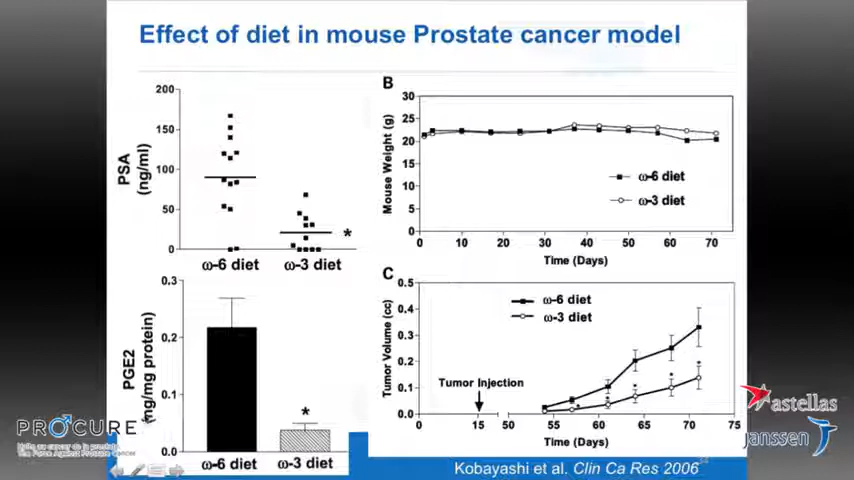 Effect of diet in mouse Prostate cancer model
200
150
100
50
0
PSA
(ng/ml)
*
ω-6 diet
ω-3 diet
B
30
25
20
15
10
5
0
Mouse Weight (g)
ω-6 diet
ω-3 diet
0
10
20
30
40
50
60
70
Time (Days)
0.3
0,2
0.1
0.0
PGE2
(ng/mg protein)
*
ω-6 diet
ω-3 diet
C
0.5
0.4
0.3
0.2
0.1
0.0
Tumor Volume (cc)
ω-6 diet
ω-3 diet
Tumor Injection
* * * * *
0
15
50
55
60
65
70
75
Time (Days)
Kobayashi et al. Clin Ca Res 2006
PROCURE
The Force Against Prostate Cancer
astellas
janssen